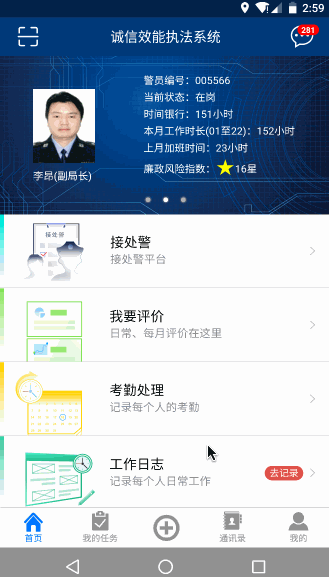 2:59
诚信效能执法系统
281
警员编号：005566
当前状态：在岗
时间银行：151小时
本月工作时长(01至22)：152小时
上月加班时间：23小时
廉政风险指数：16星
李昂(副局长)
接处警
接处警
接处警平台
我要评价
日常、每月评价在这里
考勤处理
记录每个人的考勤
工作日志
记录每个人日常工作
去记录
首页
我的任务
通讯录
我的